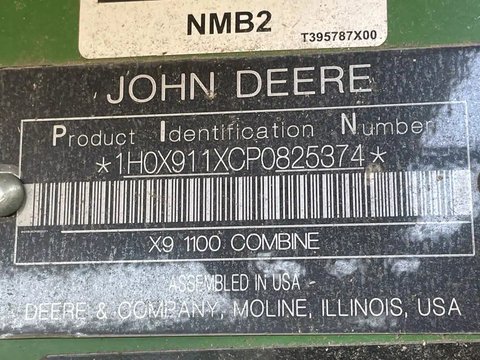 NMB2 T395787X00
JOHN DEERE
Product Identification Number
*1H0X911XCP0825374*
X9 1100 COMBINE
ASSEMBLED IN USA
DEERE & COMPANY, MOLINE, ILLINOIS, USA